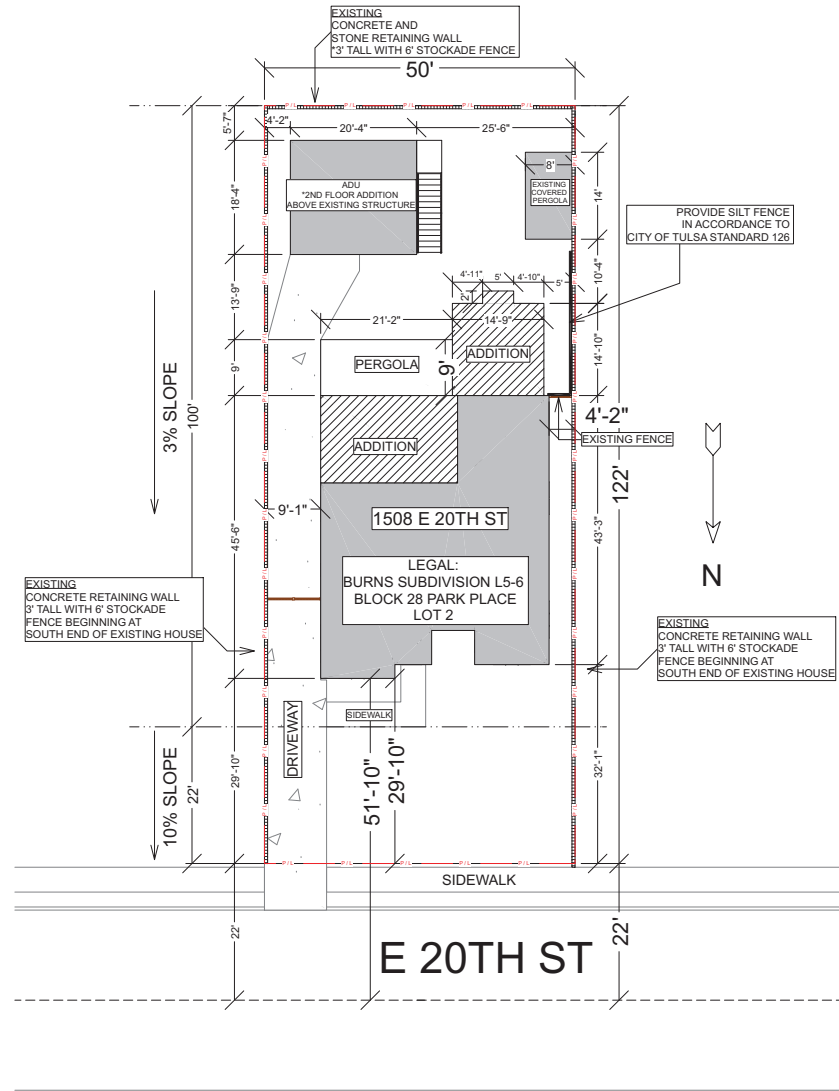 EXISTING
CONCRETE AND
STONE RETAINING WALL
*3' TALL WITH 6' STOCKADE FENCE
50'
5'-7"
4'-2"
20'-4"
25'-6"
18'-4"
ADU
*2ND FLOOR ADDITION
ABOVE EXISTING STRUCTURE
8'
EXISTING
COVERED
PERGOLA
14'
PROVIDE SILT FENCE
IN ACCORDANCE TO
CITY OF TULSA STANDARD 126
10'-4"
4'-11"
5'
4'-10"
5'
2'
13'-9"
21'-2"
14'-9"
ADDITION
14'-10"
PERGOLA
9'
9'
3% SLOPE
100'
4'-2"
EXISTING FENCE
122'
ADDITION
N
9'-1"
45'-6"
1508 E 20TH ST
43'-3"
LEGAL:
BURNS SUBDIVISION L5-6
BLOCK 28 PARK PLACE
LOT 2
EXISTING
CONCRETE RETAINING WALL
3' TALL WITH 6' STOCKADE
FENCE BEGINNING AT
SOUTH END OF EXISTING HOUSE
EXISTING
CONCRETE RETAINING WALL
3' TALL WITH 6' STOCKADE
FENCE BEGINNING AT
SOUTH END OF EXISTING HOUSE
SIDEWALK
DRIVEWAY
10% SLOPE
22'
29'-10"
51'-10"
29'-10"
32'-1"
P/L
P/L
P/L
P/L
SIDEWALK
22'
E 20TH ST
22'